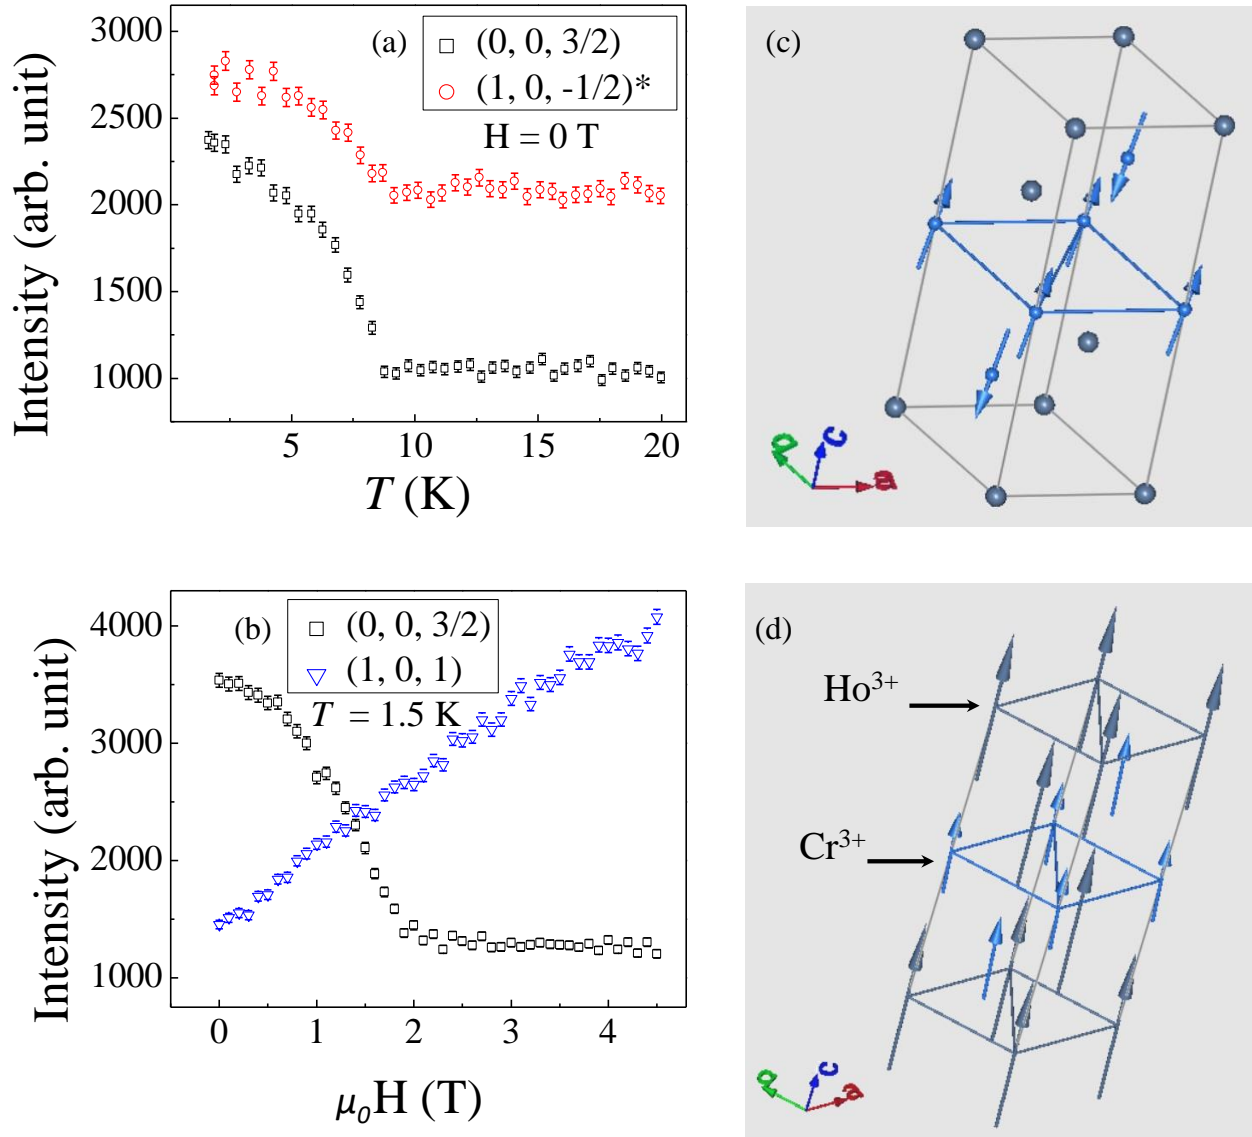 (a)
(0, 0, 3/2)
(1, 0, -1/2)*
H = 0 T
3000
2500
2000
1500
1000
Intensity (arb. unit)
5
10
15
20
T (K)
(c)
b
c
a
(b)
(0, 0, 3/2)
(1, 0, 1)
T = 1.5 K
4000
3000
2000
1000
Intensity (arb. unit)
0
1
2
3
4
μ0H (T)
(d)
Ho3+
Cr3+
b
c
a